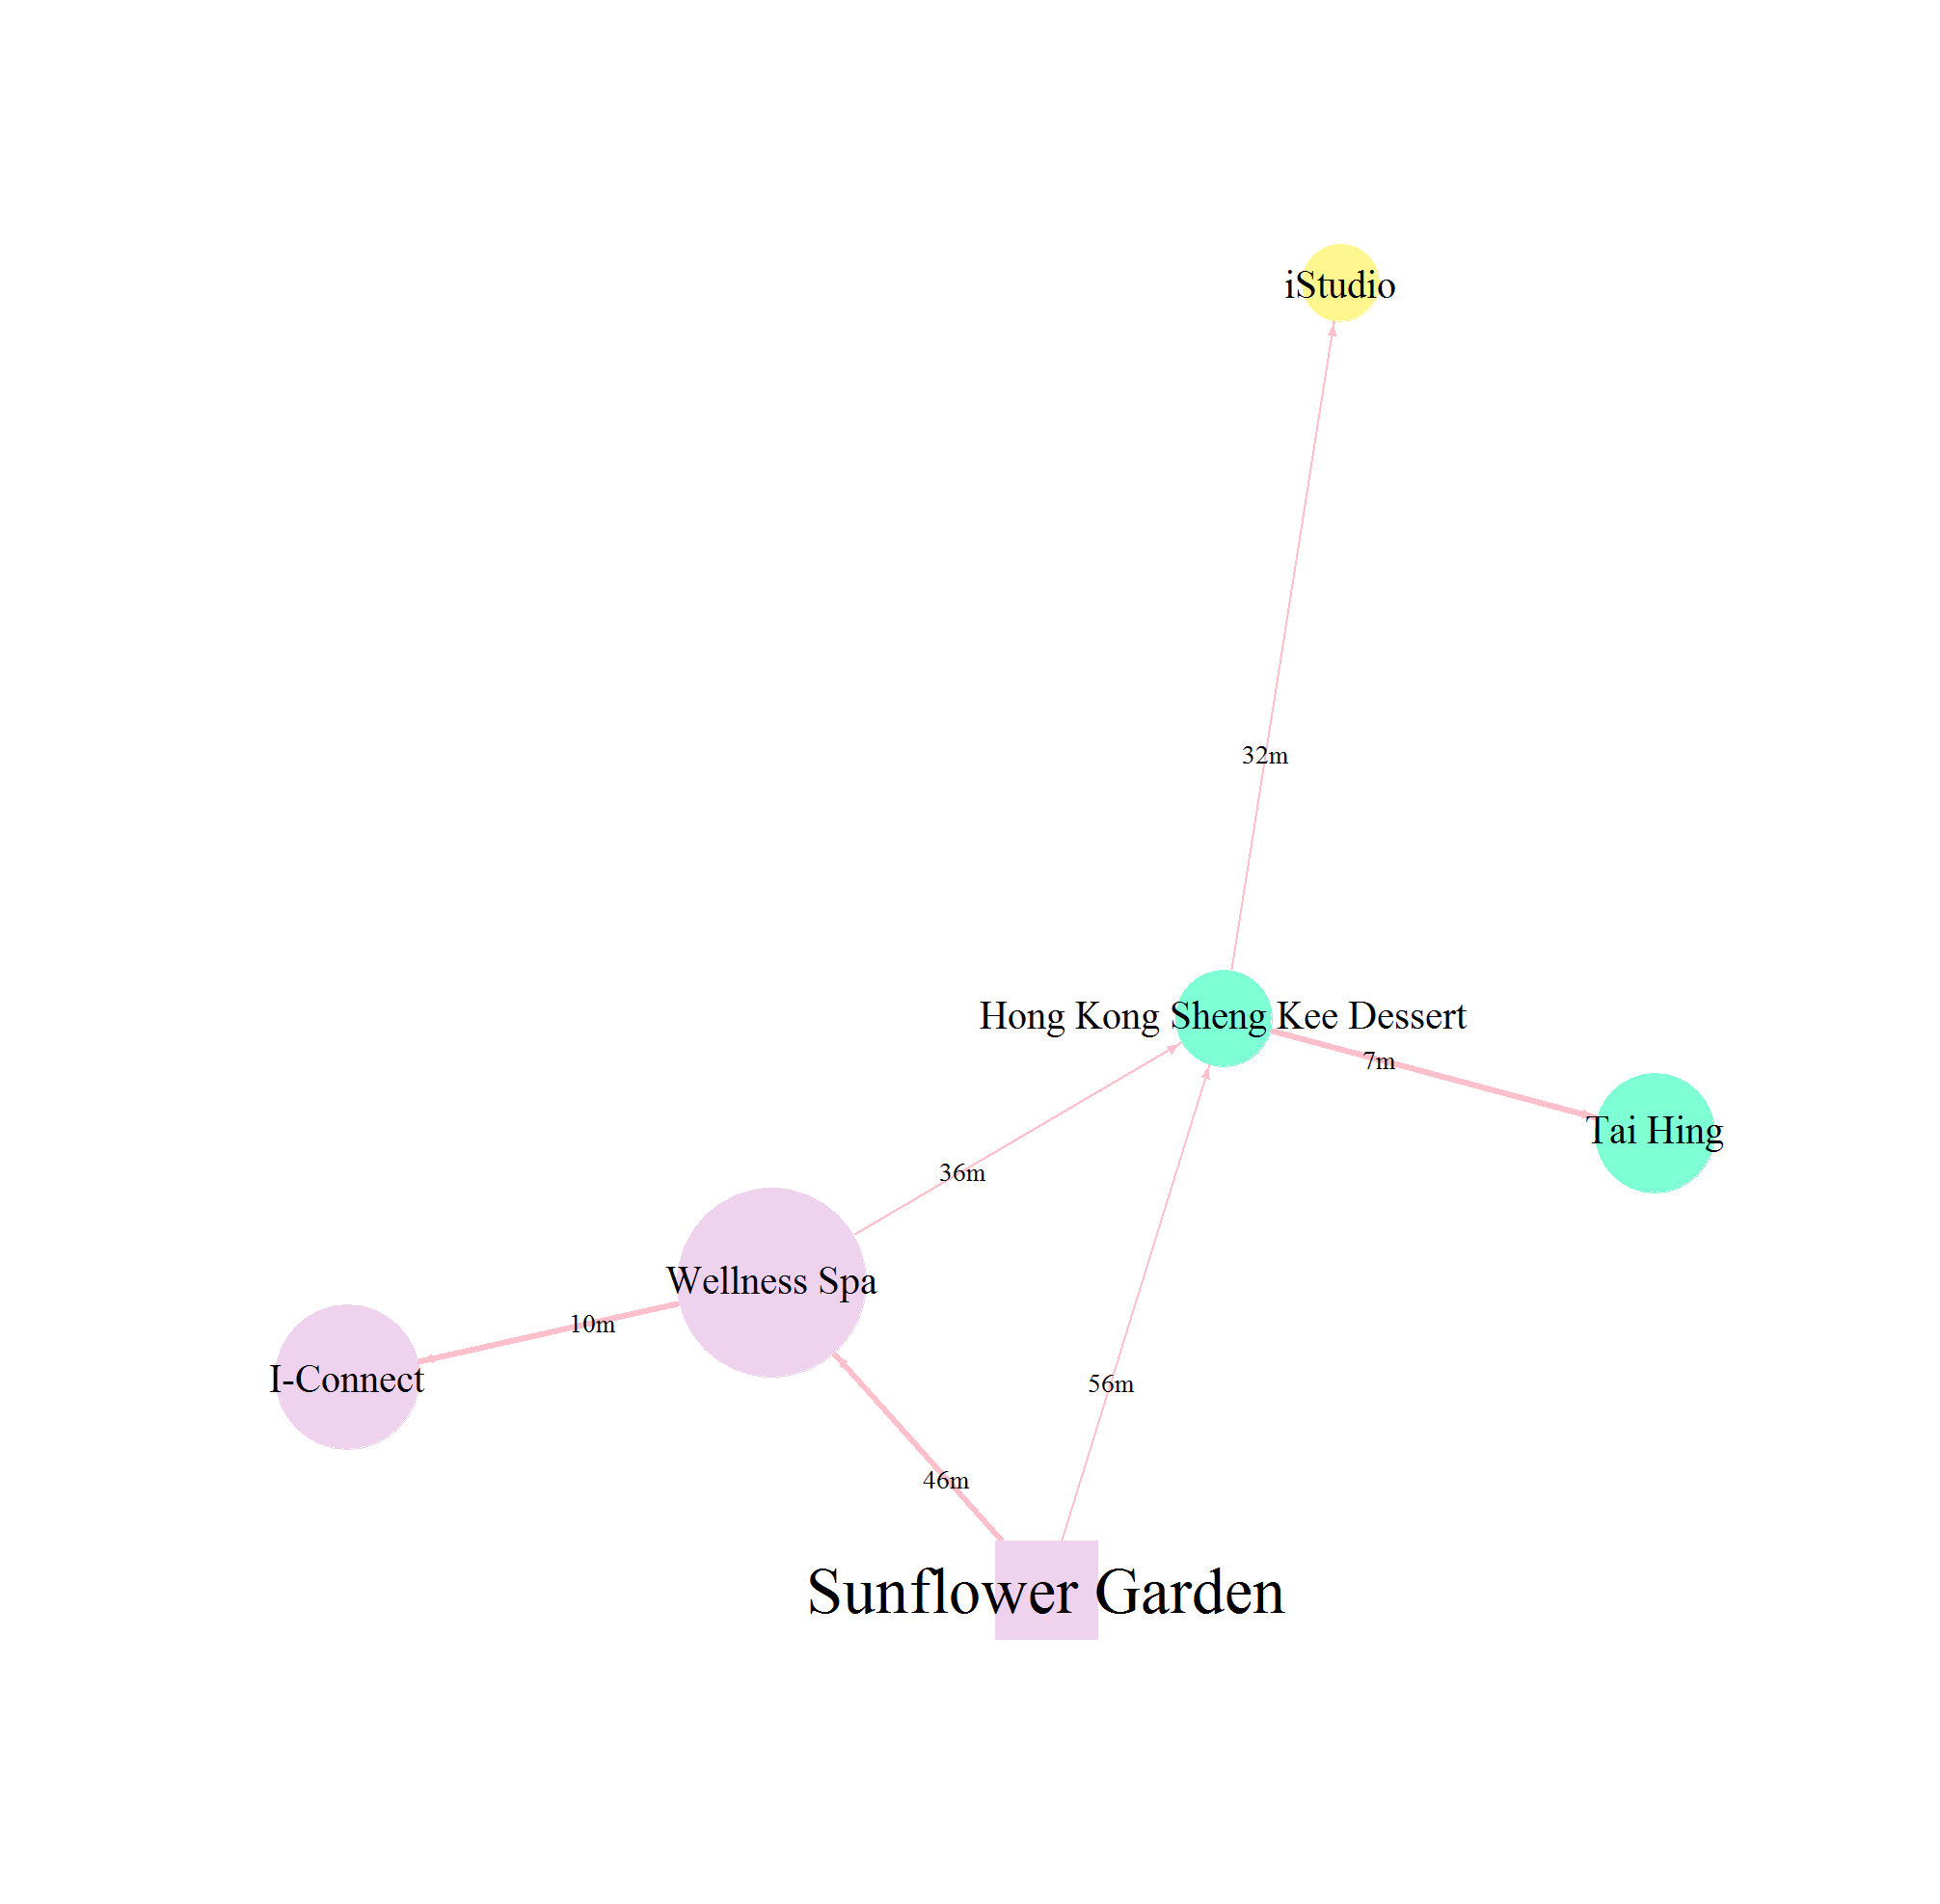 iStudio
32m
Hong Kong Sheng Kee Dessert
7m
Tai Hing
36m
Wellness Spa
10m
I-Connect
56m
46m
Sunflower Garden